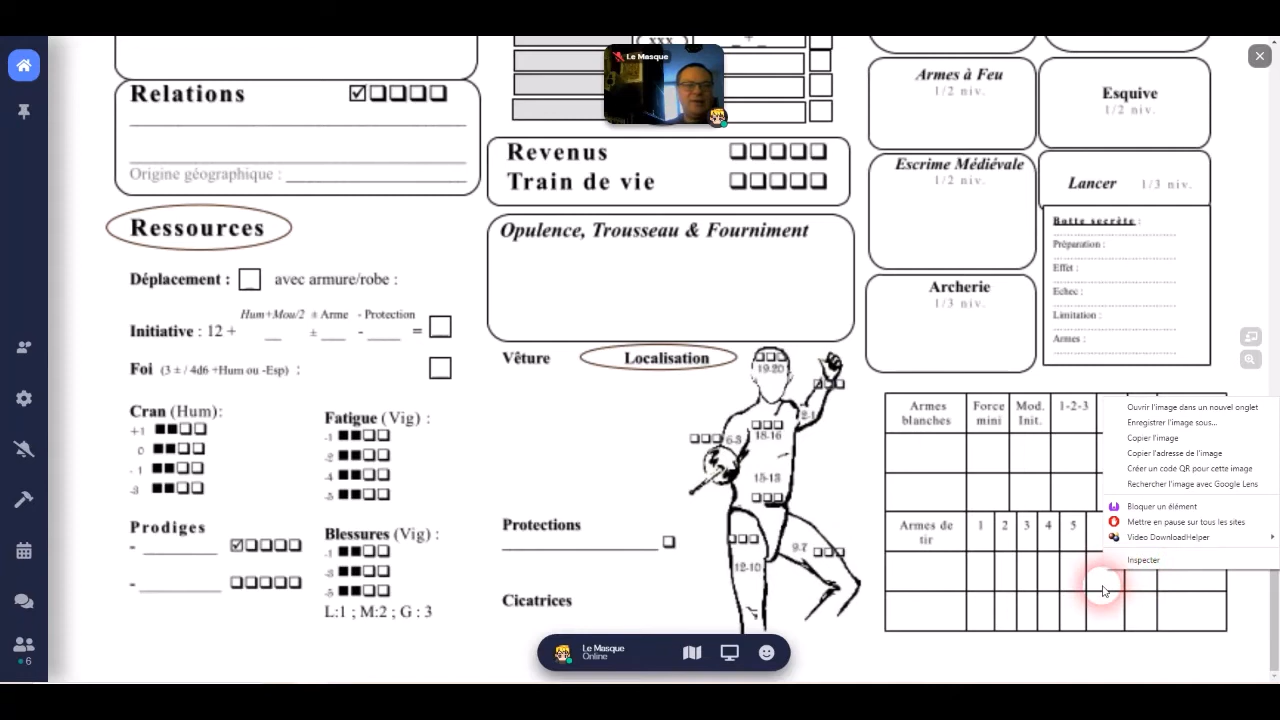 xxx
_ + _
Le Masque
Relations
Origine géographique :
Ressources
Déplacement : avec armure/robe :
Hum+Mou/2 ± Arme - Protection
Initiative : 12 + ± - =
Foi (3 ± / 4d6 +Hum ou -Esp) :
Cran (Hum):
+1
0
-1
-3
Fatigue (Vig) :
-1
-2
-4
-5
Prodiges
-
-
Blessures (Vig) :
-1
-3
-5
L:1 ; M:2 ; G : 3
Revenus
Train de vie
Opulence, Trousseau & Fourniment
Vêture
Localisation
19-20
2-1
6-3
18-16
15-13
9-7
12-10
Protections
Cicatrices
Armes à Feu
1/2 niv.
Esquive
1/2 niv.
Escrime Médiévale
1/2 niv.
Lancer 1/3 niv.
Botte secrète :
Préparation :
Effet :
Echec :
Limitation :
Armes :
Archerie
1/3 niv.
Armes blanches
Force mini
Mod. Init.
1-2-3
Armes de tir
1 2 3 4 5
Ouvrir l'image dans un nouvel onglet
Enregistrer l'image sous...
Copier l'image
Copier l'adresse de l'image
Créer un code QR pour cette image
Rechercher l'image avec Google Lens
Bloquer un élément
Mettre en pause sur tous les sites
Video DownloadHelper
Inspecter
Le Masque
Online
6